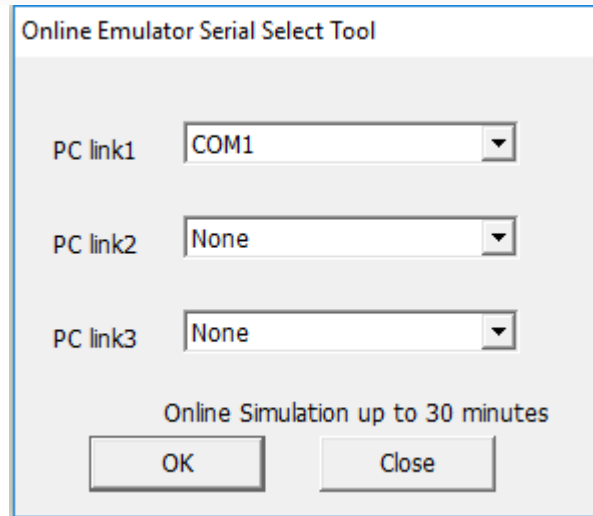 Online Emulator Serial Select Tool
PC link1 COM1
PC link2 None
PC link3 None
Online Simulation up to 30 minutes
OK Close